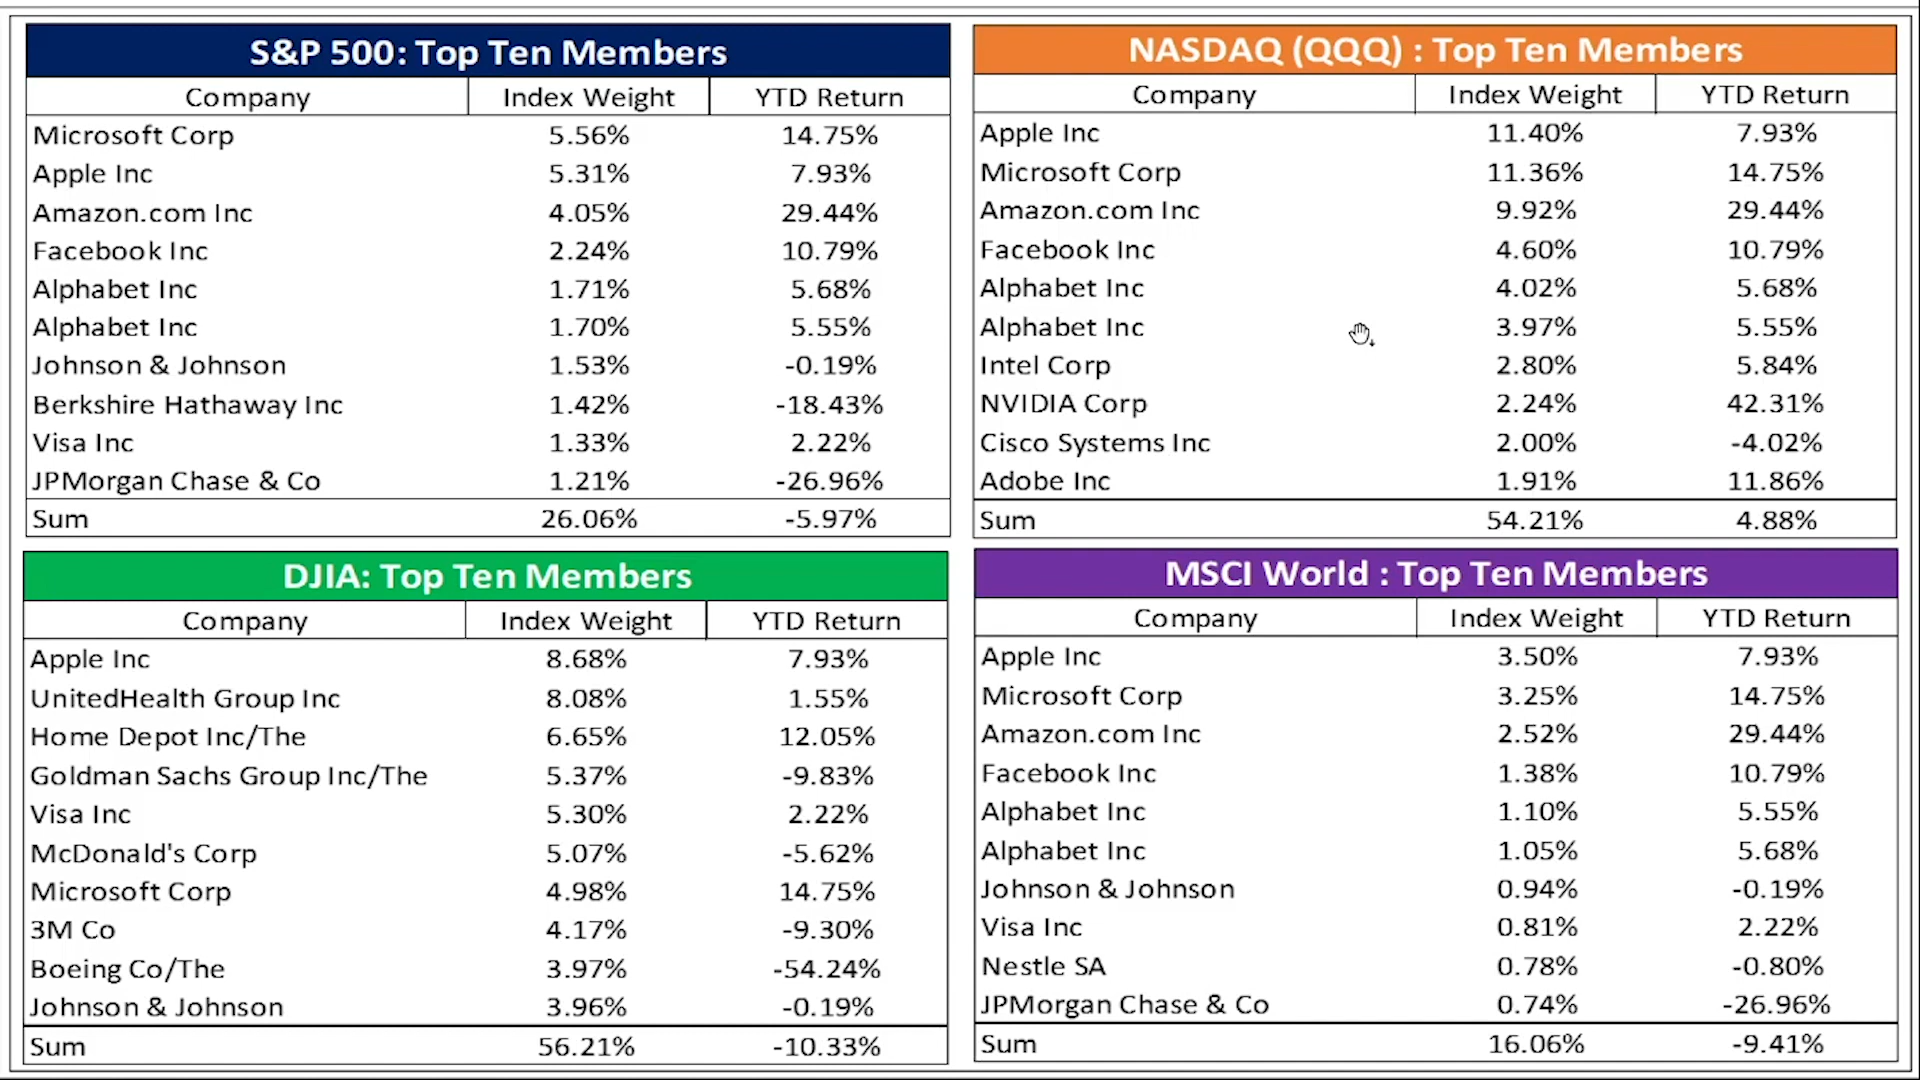 S&P 500: Top Ten Members
Company Index Weight YTD Return
Microsoft Corp 5.56% 14.75%
Apple Inc 5.31% 7.93%
Amazon.com Inc 4.05% 29.44%
Facebook Inc 2.24% 10.79%
Alphabet Inc 1.71% 5.68%
Alphabet Inc 1.70% 5.55%
Johnson & Johnson 1.53% -0.19%
Berkshire Hathaway Inc 1.42% -18.43%
Visa Inc 1.33% 2.22%
JPMorgan Chase & Co 1.21% -26.96%
Sum 26.06% -5.97%
NASDAQ (QQQ) : Top Ten Members
Company Index Weight YTD Return
Apple Inc 11.40% 7.93%
Microsoft Corp 11.36% 14.75%
Amazon.com Inc 9.92% 29.44%
Facebook Inc 4.60% 10.79%
Alphabet Inc 4.02% 5.68%
Alphabet Inc 3.97% 5.55%
Intel Corp 2.80% 5.84%
NVIDIA Corp 2.24% 42.31%
Cisco Systems Inc 2.00% -4.02%
Adobe Inc 1.91% 11.86%
Sum 54.21% 4.88%
DJIA: Top Ten Members
Company Index Weight YTD Return
Apple Inc 8.68% 7.93%
UnitedHealth Group Inc 8.08% 1.55%
Home Depot Inc/The 6.65% 12.05%
Goldman Sachs Group Inc/The 5.37% -9.83%
Visa Inc 5.30% 2.22%
McDonald's Corp 5.07% -5.62%
Microsoft Corp 4.98% 14.75%
3M Co 4.17% -9.30%
Boeing Co/The 3.97% -54.24%
Johnson & Johnson 3.96% -0.19%
Sum 56.21% -10.33%
MSCI World : Top Ten Members
Company Index Weight YTD Return
Apple Inc 3.50% 7.93%
Microsoft Corp 3.25% 14.75%
Amazon.com Inc 2.52% 29.44%
Facebook Inc 1.38% 10.79%
Alphabet Inc 1.10% 5.55%
Alphabet Inc 1.05% 5.68%
Johnson & Johnson 0.94% -0.19%
Visa Inc 0.81% 2.22%
Nestle SA 0.78% -0.80%
JPMorgan Chase & Co 0.74% -26.96%
Sum 16.06% -9.41%